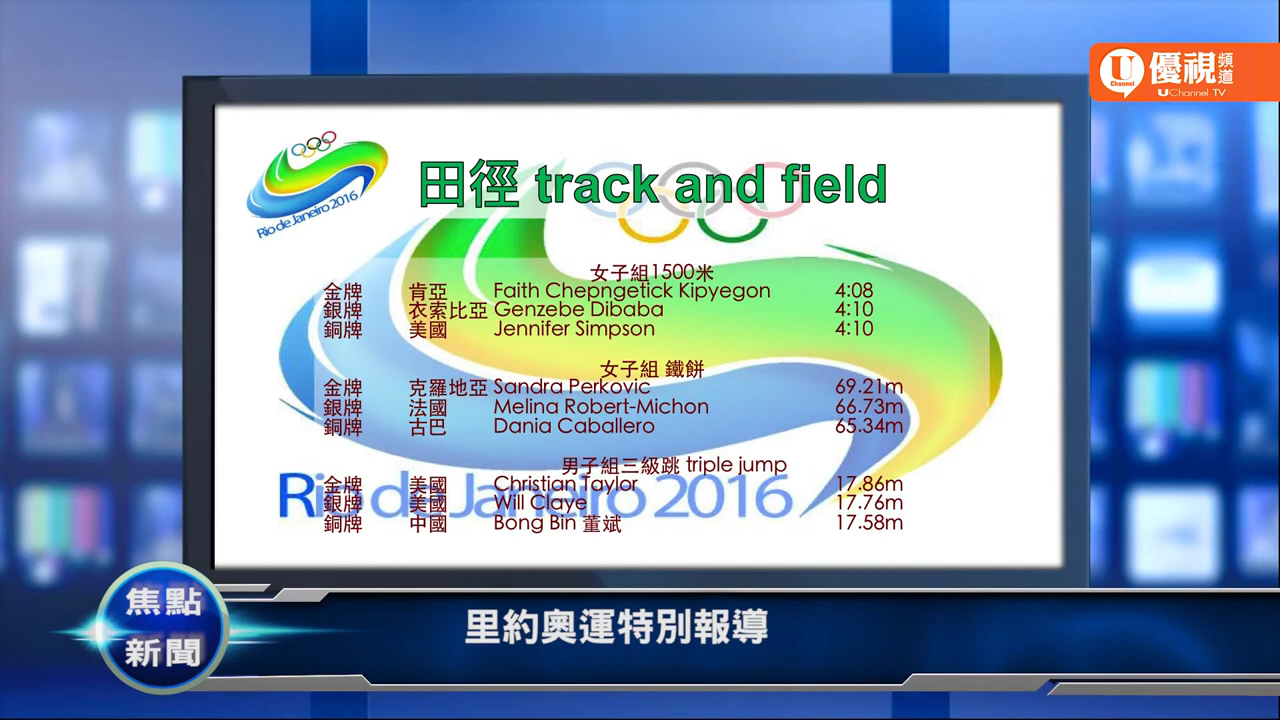 U Channel 優視頻道
UChannel TV
Rio de Janeiro 2016
田徑 track and field
女子組1500米
金牌 肯亞 Faith Chepngetick Kipyegon 4:08
銀牌 衣索比亞 Genzebe Dibaba 4:10
銅牌 美國 Jennifer Simpson 4:10
女子組 鐵餅
金牌 克羅地亞 Sandra Perkovic 69.21m
銀牌 法國 Melina Robert-Michon 66.73m
銅牌 古巴 Dania Caballero 65.34m
男子組三級跳 triple jump
金牌 美國 Christian Taylor 17.86m
銀牌 美國 Will Claye 17.76m
銅牌 中國 Bong Bin 董斌 17.58m
Rio de Janeiro 2016
焦點
新聞
里約奧運特別報導